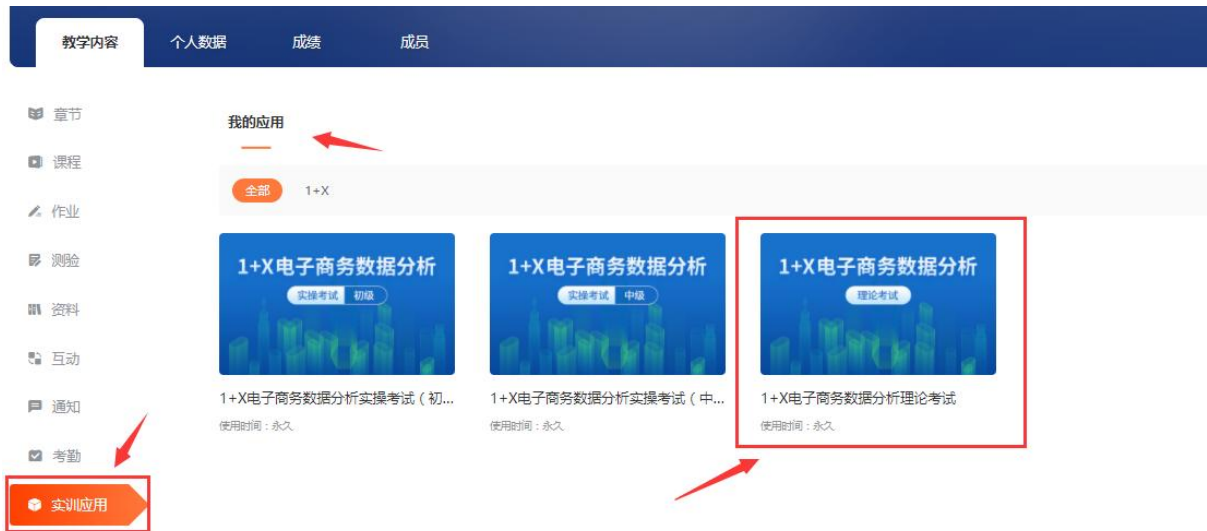 教学内容 个人数据 成绩 成员
章节
课程
作业
测验
资料
互动
通知
考勤
实训应用
我的应用
全部 1+X
1+X电子商务数据分析
实操考试 初级
1+X电子商务数据分析实操考试（初...
使用时间：永久
1+X电子商务数据分析
实操考试 中级
1+X电子商务数据分析实操考试（中...
使用时间：永久
1+X电子商务数据分析
理论考试
1+X电子商务数据分析理论考试
使用时间：永久